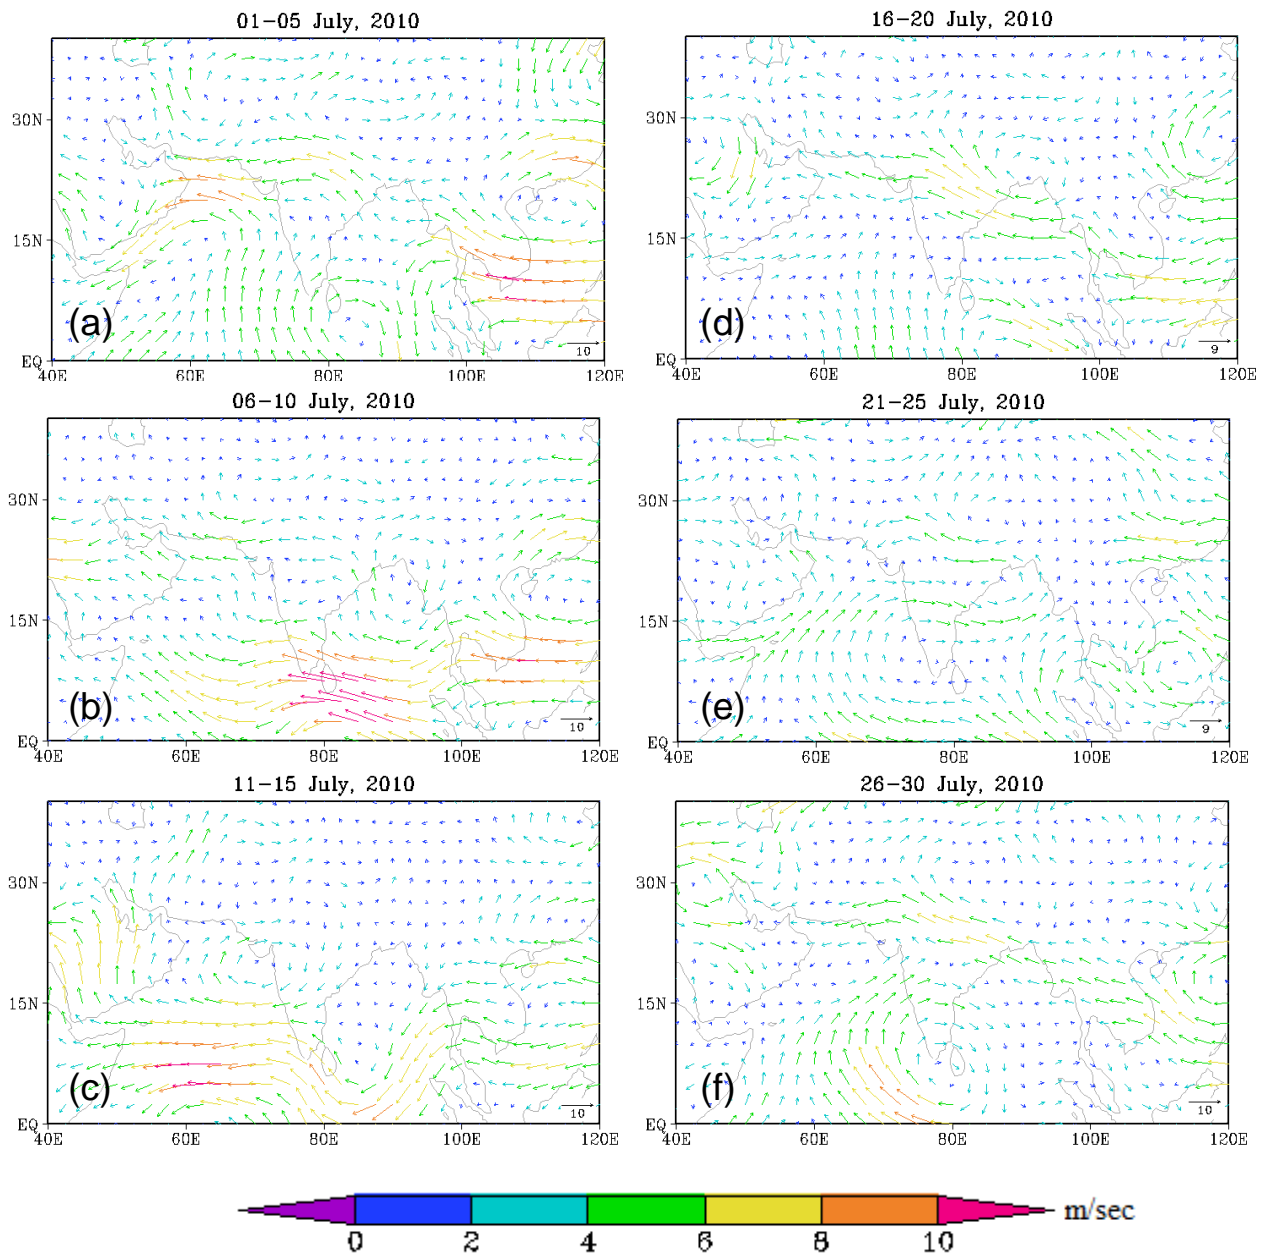 01-05 July, 2010
30N
15N
EQ
(a)
10
40E 60E 80E 100E 120E
16-20 July, 2010
30N
15N
EQ
(d)
9
40E 60E 80E 100E 120E
06-10 July, 2010
30N
15N
EQ
(b)
10
40E 60E 80E 100E 120E
21-25 July, 2010
30N
15N
EQ
(e)
9
40E 60E 80E 100E 120E
11-15 July, 2010
30N
15N
EQ
(c)
10
40E 60E 80E 100E 120E
26-30 July, 2010
30N
15N
EQ
(f)
10
40E 60E 80E 100E 120E
m/sec
0 2 4 6 8 10